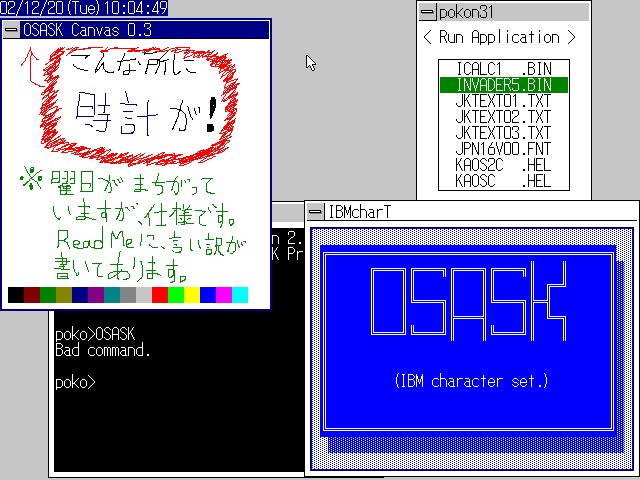 02/12/20(Tue)10:04:49
OSASK Canvas 0.3
こんな所に
時計が!
※曜日がまちがって
いますが、仕様です。
ReadMeに、言い訳が
書いてあります。
pokon31
< Run Application >
ICALC1 .BIN
INVADER5.BIN
JKTEXT01.TXT
JKTEXT02.TXT
JKTEXT03.TXT
JPN16V00.FNT
KAOS2C .HEL
KAOSC .HEL
n 2.
K Pr
poko>OSASK
Bad command.
poko>
IBMcharT
OSASK
(IBM character set.)